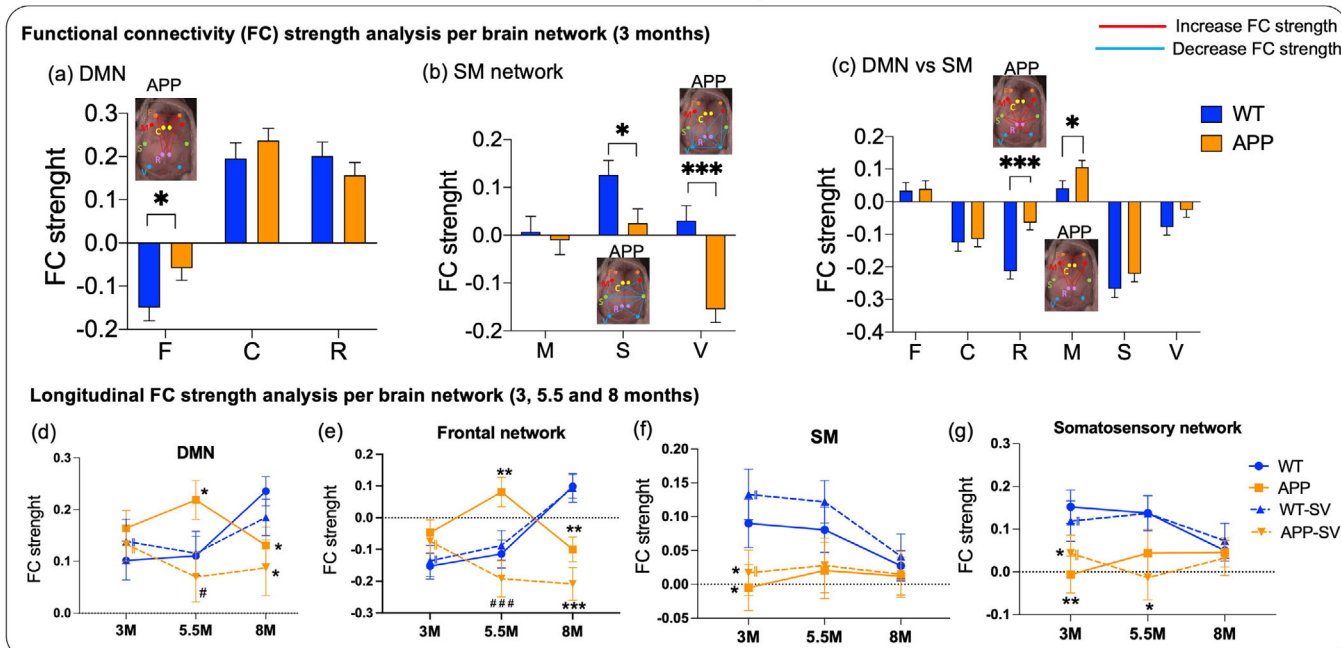 Functional connectivity (FC) strength analysis per brain network (3 months)
Increase FC strength
Decrease FC strength
(a) DMN
APP
M
C
S
R
V
*
FC strenght
0.3
0.2
0.1
0.0
-0.1
-0.2
F
C
R
(b) SM network
APP
M
C
S
R
V
*
***
FC strenght
0.2
0.1
0.0
-0.1
-0.2
APP
M
C
S
R
V
M
S
V
(c) DMN vs SM
APP
M
C
S
R
V
*
***
FC strenght
0.2
0.1
0.0
-0.1
-0.2
-0.3
-0.4
APP
M
C
S
R
V
F
C
R
M
S
V
WT
APP
Longitudinal FC strength analysis per brain network (3, 5.5 and 8 months)
(d)
DMN
FC strenght
0.3
0.2
0.1
0.0
*
*
*
#
3M
5.5M
8M
(e)
Frontal network
FC strenght
0.2
0.1
0.0
-0.1
-0.2
-0.3
**
**
###
***
3M
5.5M
8M
(f)
SM
FC strenght
0.20
0.15
0.10
0.05
0.00
-0.05
*
*
3M
5.5M
8M
(g)
Somatosensory network
FC strenght
0.3
0.2
0.1
0.0
-0.1
*
**
*
3M
5.5M
8M
WT
APP
WT-SV
APP-SV